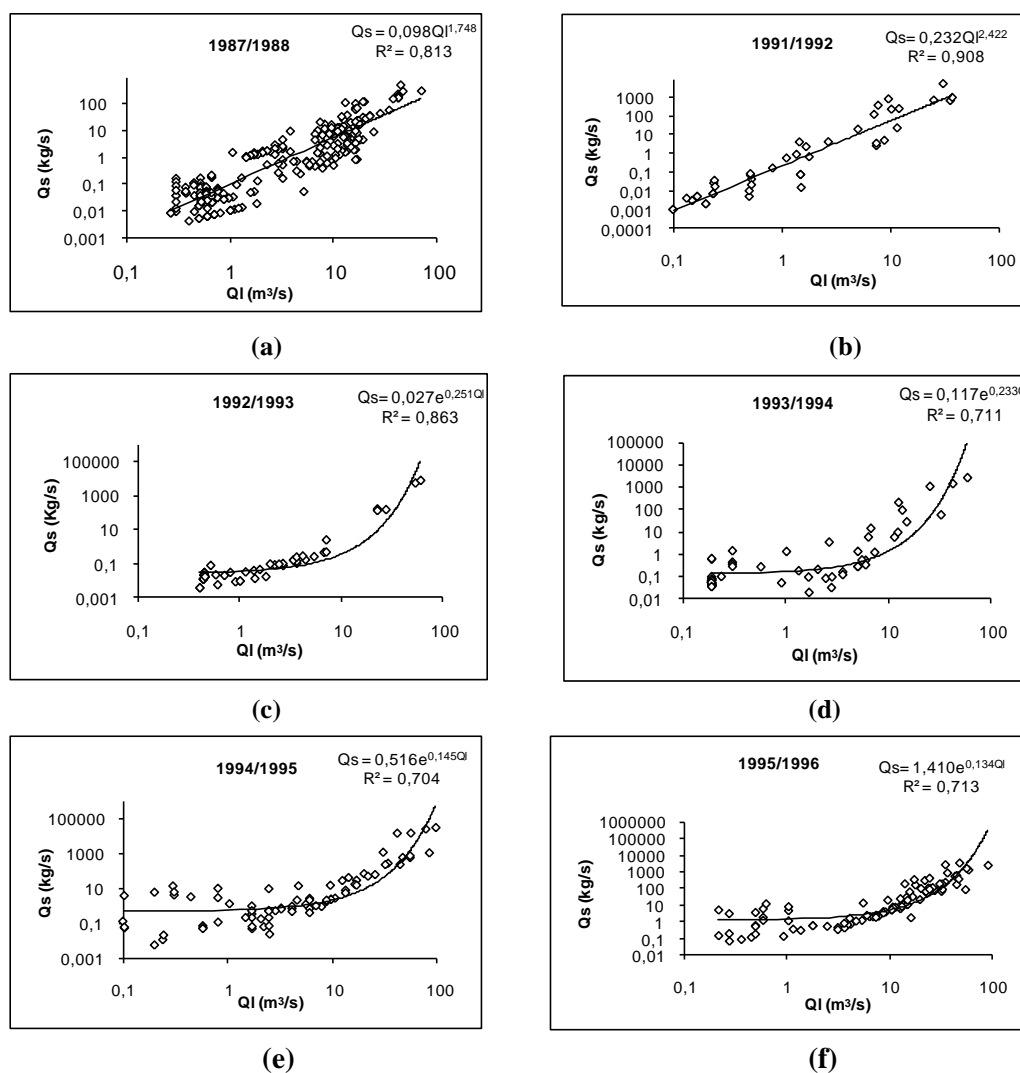 1987/1988
Qs = 0,098Ql^1,748
R² = 0,813
Qs (kg/s)
100
10
1
0,1
0,01
0,001
0,1 1 10 100
Ql (m³/s)
(a)
1991/1992
Qs=0,232Ql^2,422
R² = 0,908
Qs (kg/s)
1000
100
10
1
0,1
0,01
0,001
0,0001
0,1 1 10 100
Ql (m³/s)
(b)
1992/1993
Qs= 0,027e^0,251Ql
R² = 0,863
Qs (Kg/s)
100000
1000
10
0,1
0,001
0,1 1 10 100
Ql (m³/s)
(c)
1993/1994
Qs= 0,117e^0,233
R² = 0,711
Qs (kg/s)
100000
10000
1000
100
10
1
0,1
0,01
0,1 1 10 100
Ql (m³/s)
(d)
1994/1995
Qs = 0,516e^0,145Ql
R² = 0,704
Qs (kg/s)
100000
1000
10
0,1
0,001
0,1 1 10 100
Ql (m³/s)
(e)
1995/1996
Qs= 1,410e^0,134Ql
R² = 0,713
Qs (kg/s)
1000000
100000
10000
1000
100
10
1
0,1
0,01
0,1 1 10 100
Ql (m³/s)
(f)